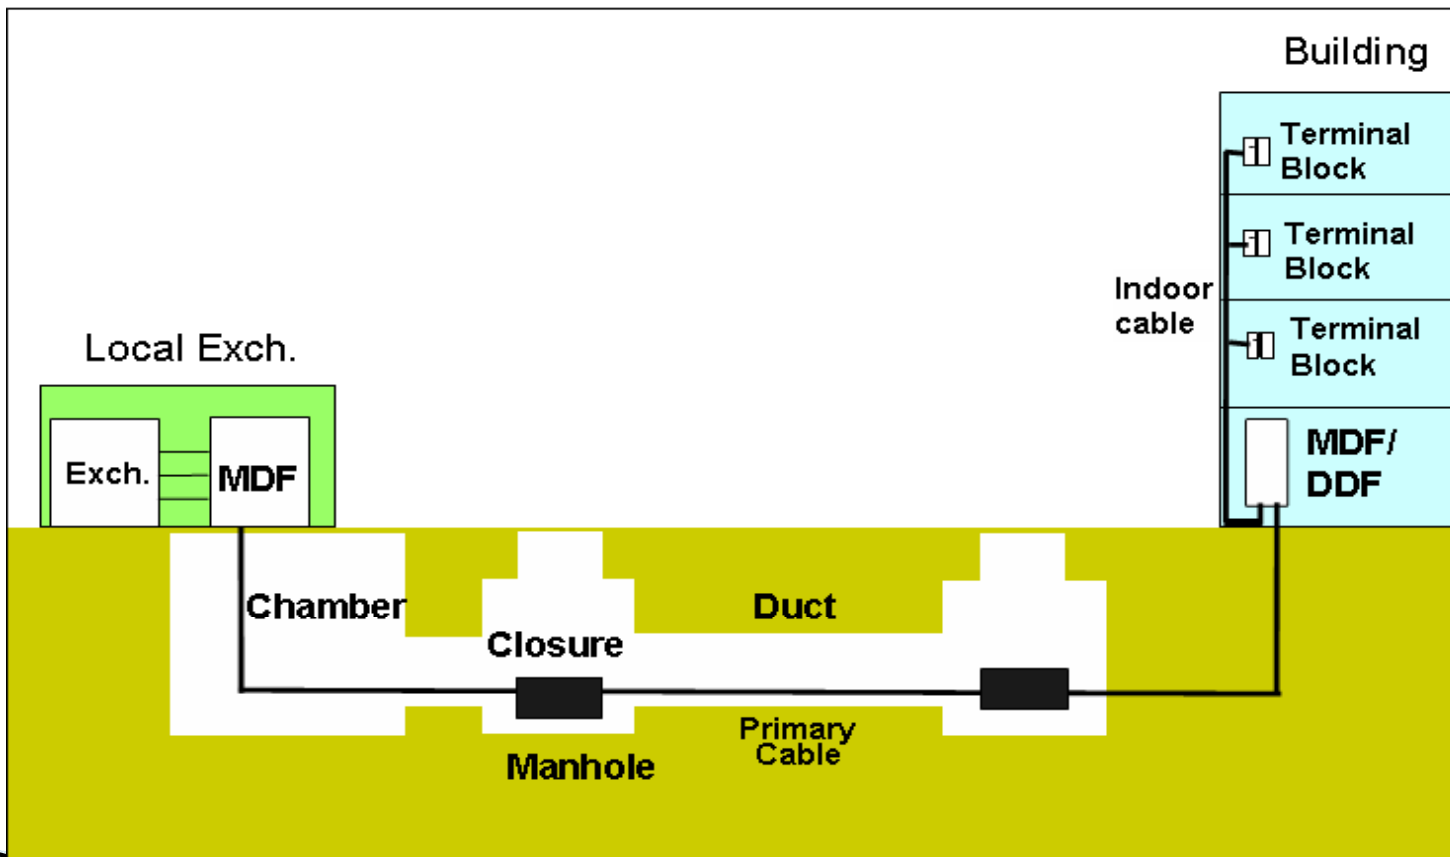 Building
Terminal
Block
Terminal
Block
Indoor
cable
Terminal
Block
Local Exch.
MDF/
DDF
Exch.
MDF
Chamber
Duct
Closure
Primary
Cable
Manhole